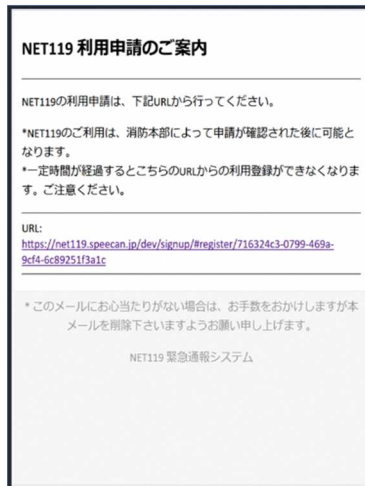 NET119 利用申請のご案内
NET119の利用申請は、下記URLから行ってください。
*NET119のご利用は、消防本部によって申請が確認された後に可能と
なります。
*一定時間が経過するとこちらのURLからの利用登録ができなくなりま
す。ご注意ください。
URL:
https://net119.speecan.jp/dev/signup/#register/716324c3-0799-469a-
9cf4-6c89251f3a1c
* このメールにお心当たりがない場合は、お手数をおかけしますが本
メールを削除下さいますようお願い申し上げます。
NET119 緊急通報システム